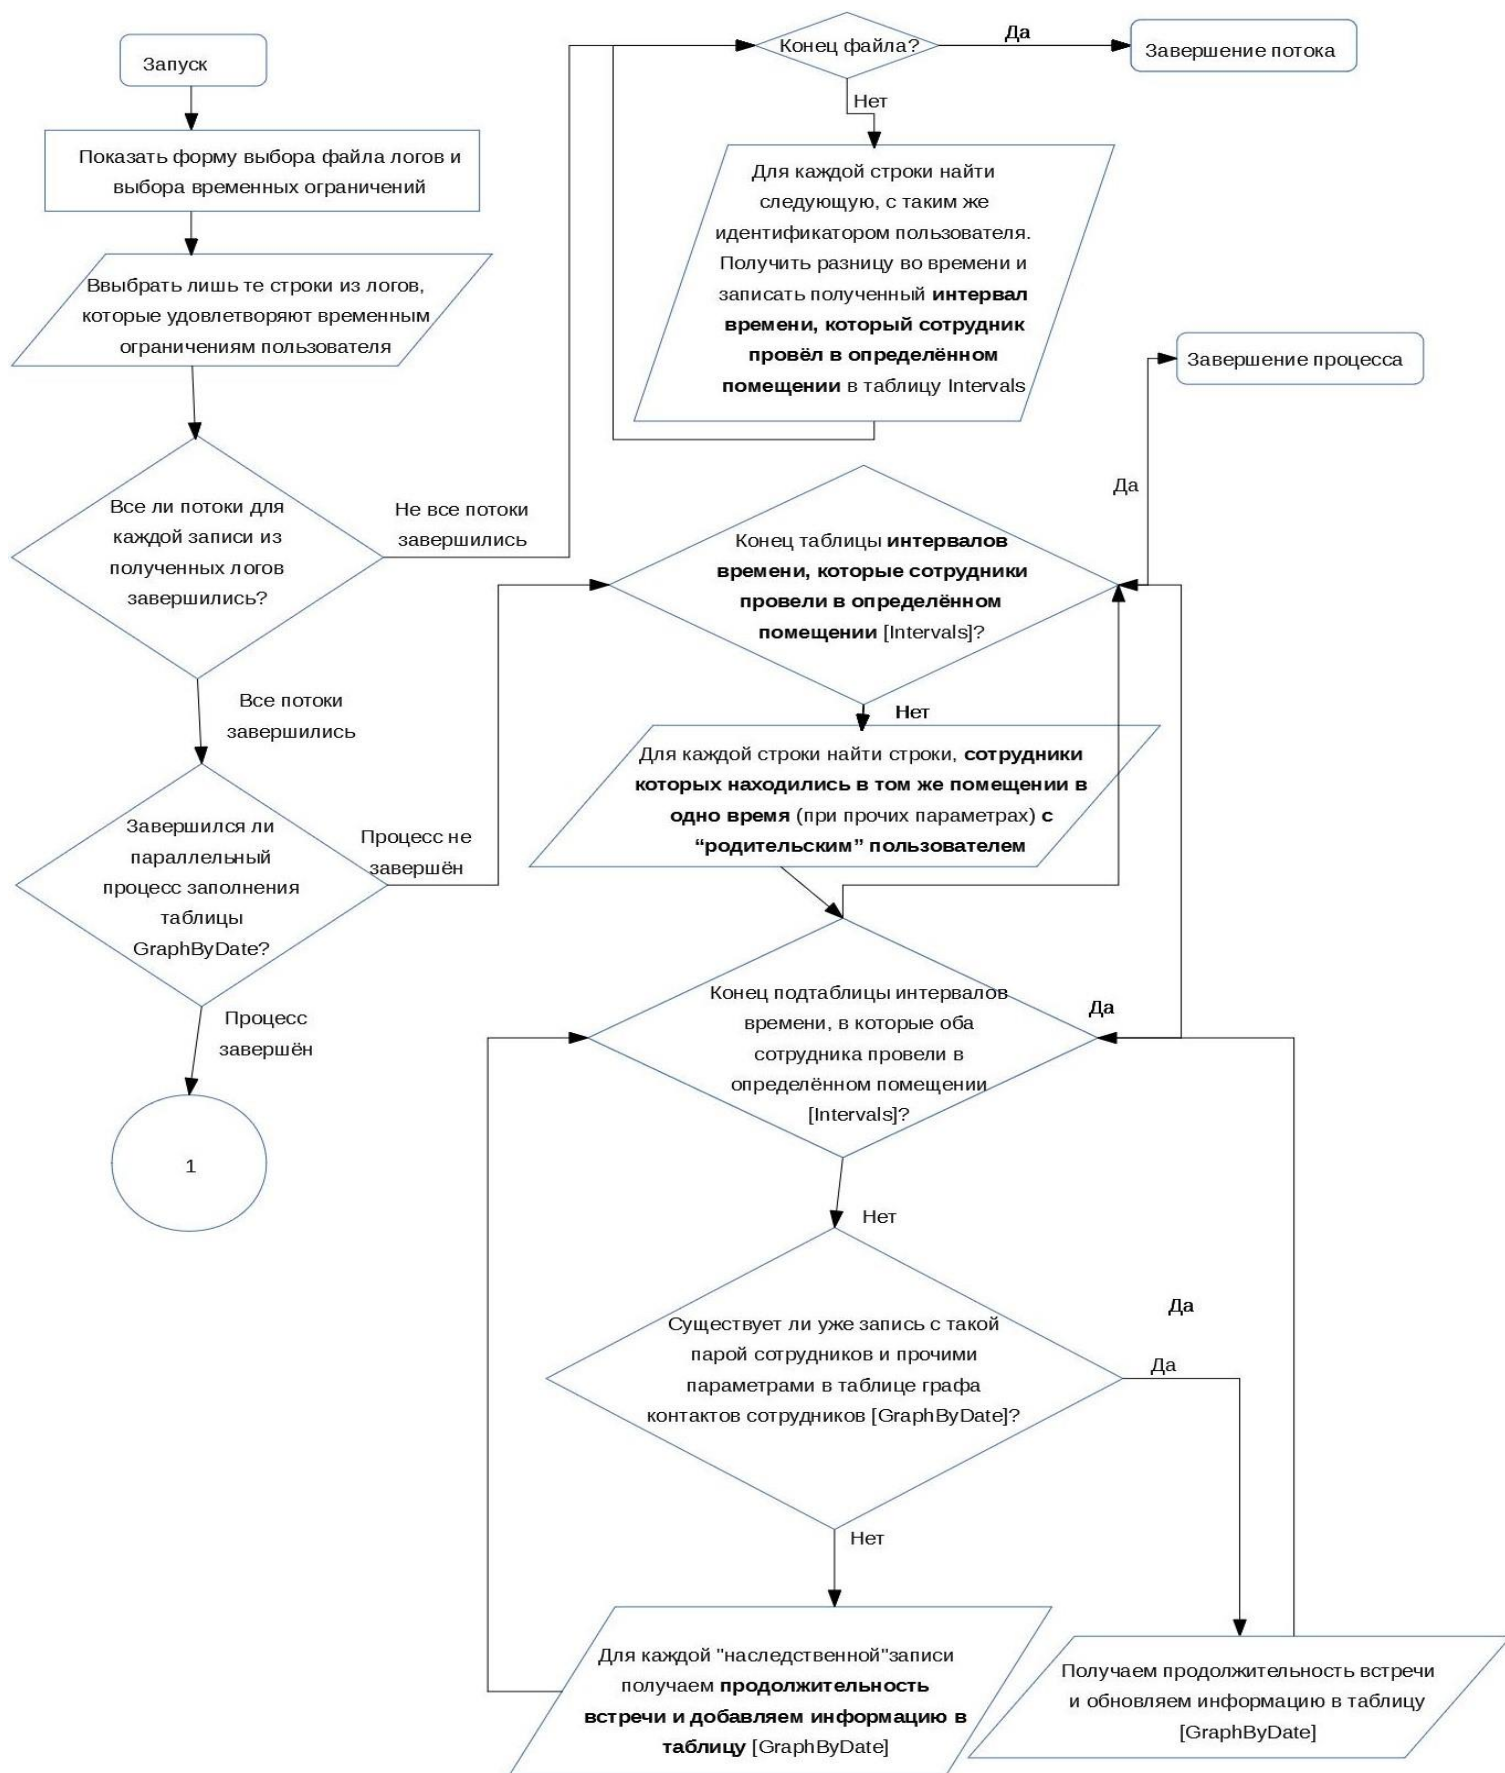 Запуск
Показать форму выбора файла логов и
выбора временных ограничений
Ввыбрать лишь те строки из логов,
которые удовлетворяют временным
ограничениям пользователя
Все ли потоки для
каждой записи из
полученных логов
завершились?
Не все потоки
завершились
Все потоки
завершились
Завершился ли
параллельный
процесс заполнения
таблицы
GraphByDate?
Процесс не
завершён
Процесс
завершён
1
Конец файла?
Да
Завершение потока
Нет
Для каждой строки найти
следующую, с таким же
идентификатором пользователя.
Получить разницу во времени и
записать полученный интервал
времени, который сотрудник
провёл в определённом
помещении в таблицу Intervals
Завершение процесса
Да
Конец таблицы интервалов
времени, которые сотрудники
провели в определённом
помещении [Intervals]?
Нет
Для каждой строки найти строки, сотрудники
которых находились в том же помещении в
одно время (при прочих параметрах) с
“родительским” пользователем
Конец подтаблицы интервалов
времени, в которые оба
сотрудника провели в
определённом помещении
[Intervals]?
Да
Нет
Существует ли уже запись с такой
парой сотрудников и прочими
параметрами в таблице графа
контактов сотрудников [GraphByDate]?
Да
Да
Нет
Для каждой "наследственной"записи
получаем продолжительность
встречи и добавляем информацию в
таблицу [GraphByDate]
Получаем продолжительность встречи
и обновляем информацию в таблицу
[GraphByDate]